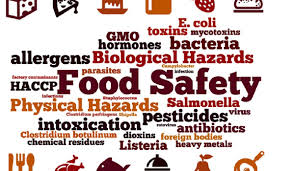 E. coli
GMO toxins mycotoxins
hormones bacteria
allergens Biological Hazards
parasites Campylobacter
factory contaminants infection
HACCP Food Safety
infections Staphylococcus
Physical Hazards Salmonella
Clostridium perfringens Shigella rotavirus virus
intoxication pesticides
Clostridium botulinum dioxins antibiotics
chemical residues foreign bodies
Listeria heavy metals